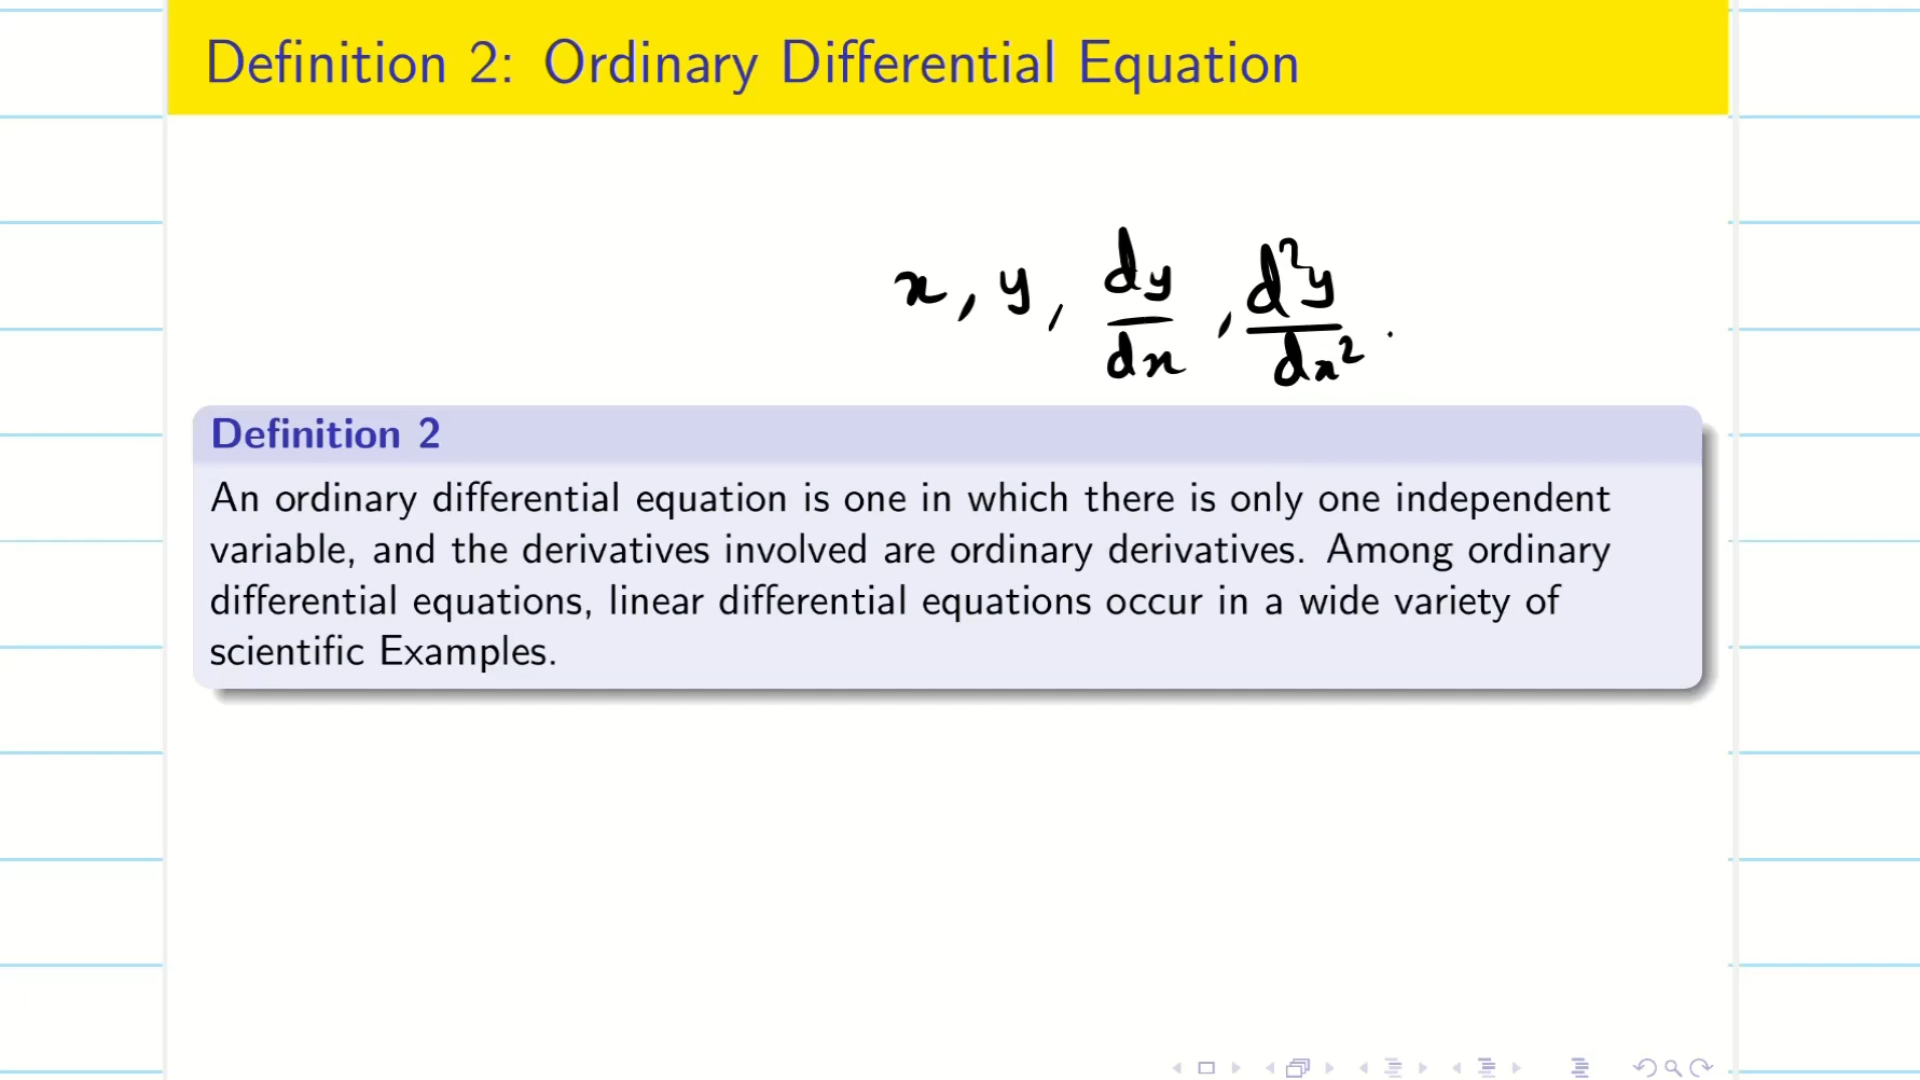 Definition 2: Ordinary Differential Equation
x, y, dy/dx, d²y/dx².
Definition 2
An ordinary differential equation is one in which there is only one independent
variable, and the derivatives involved are ordinary derivatives. Among ordinary
differential equations, linear differential equations occur in a wide variety of
scientific Examples.